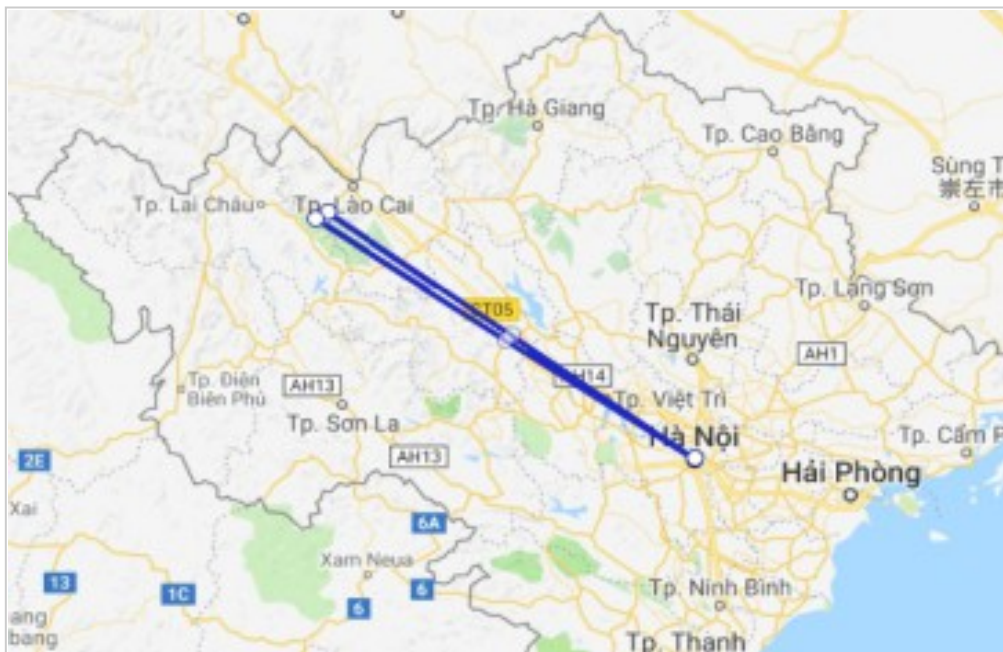 Tp. Hà Giang
Tp. Cao Bằng
Sùng T
崇左市
Tp. Lai Châu
Tp. Lào Cai
Tp. Lạng Sơn
CT05
Tp. Thái
Nguyên
AH1
Tp. Điện
Biên Phủ
AH13
AH14
Tp. Việt Trì
Tp. Sơn La
Hà Nội
Tp. Cẩm P
2E
AH13
Hải Phòng
Xai
6A
Xam Neua
13
1C
6
6
Tp. Ninh Bình
ang
bang
Tp. Thanh